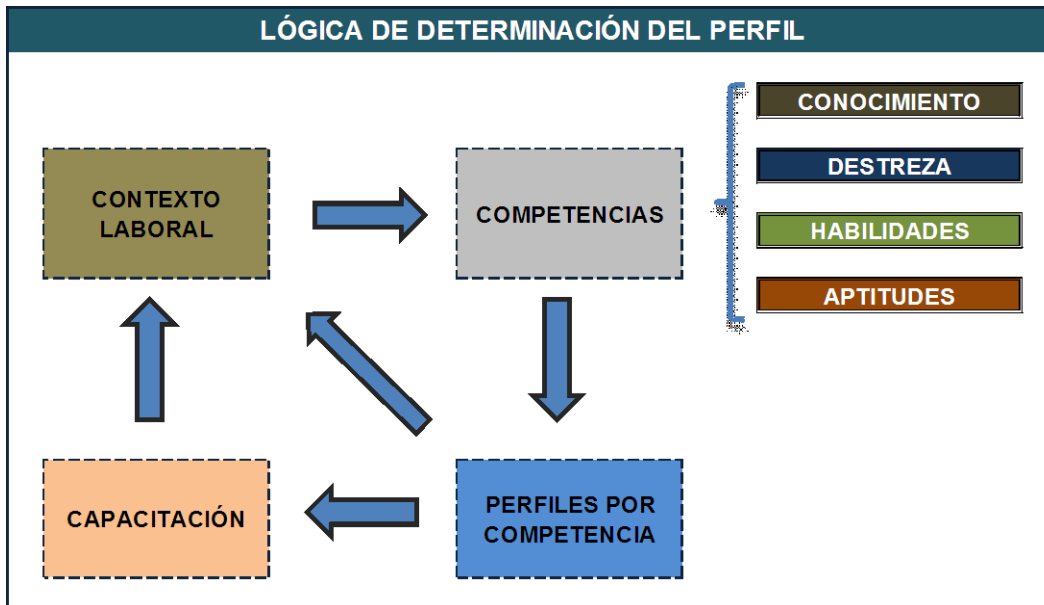 LÓGICA DE DETERMINACIÓN DEL PERFIL
CONTEXTO
LABORAL
COMPETENCIAS
CONOCIMIENTO
DESTREZA
HABILIDADES
APTITUDES
CAPACITACIÓN
PERFILES POR
COMPETENCIA